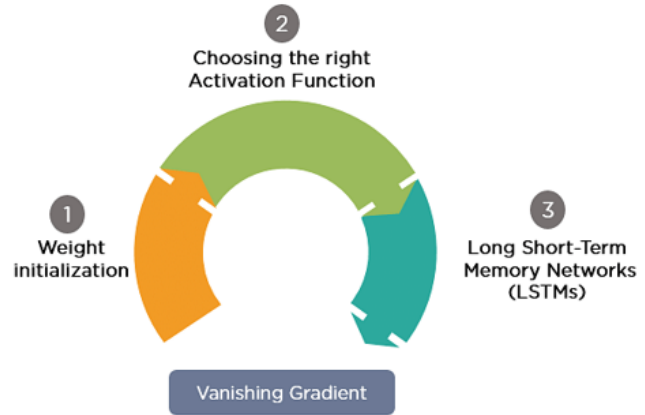 2
Choosing the right
Activation Function
1
Weight
initialization
3
Long Short-Term
Memory Networks
(LSTMs)
Vanishing Gradient